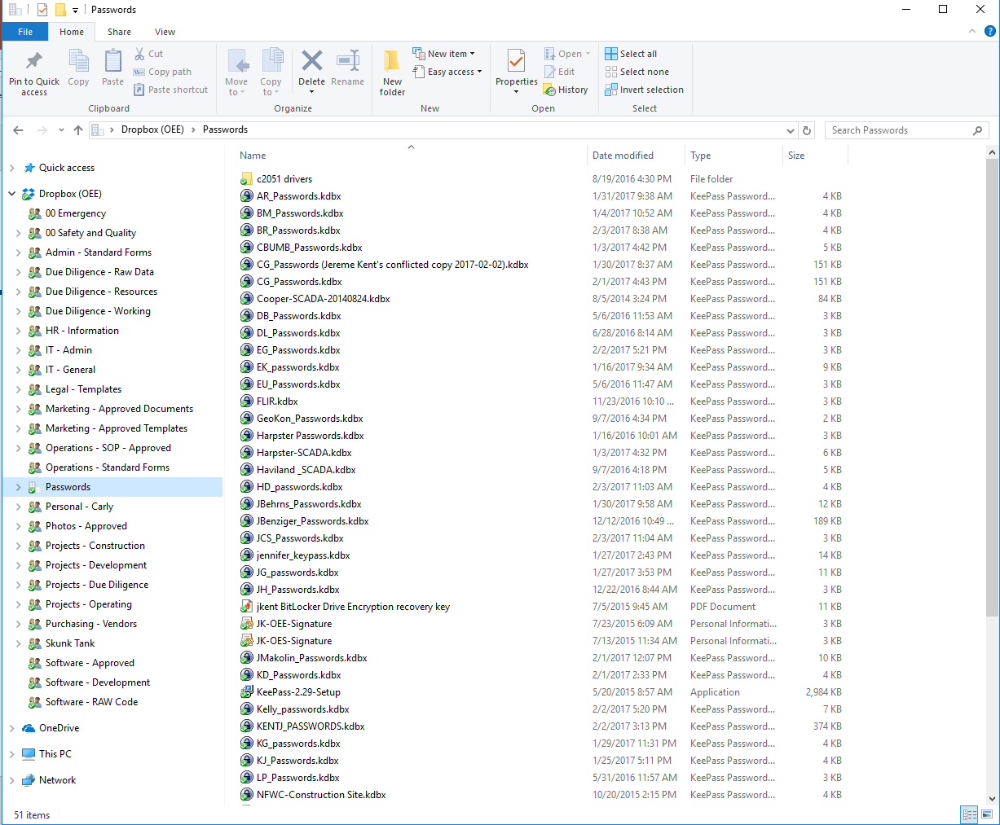 Passwords
File Home Share View
Pin to Quick access
Copy
Paste
Cut
Copy path
Paste shortcut
Clipboard
Move to
Copy to
Delete
Rename
Organize
New folder
New item
Easy access
New
Properties
Open
Edit
History
Open
Select all
Select none
Invert selection
Select
Dropbox (OEE) > Passwords
Search Passwords
Quick access
Dropbox (OEE)
00 Emergency
00 Safety and Quality
Admin - Standard Forms
Due Diligence - Raw Data
Due Diligence - Resources
Due Diligence - Working
HR - Information
IT - Admin
IT - General
Legal - Templates
Marketing - Approved Documents
Marketing - Approved Templates
Operations - SOP - Approved
Operations - Standard Forms
Passwords
Personal - Carly
Photos - Approved
Projects - Construction
Projects - Development
Projects - Due Diligence
Projects - Operating
Purchasing - Vendors
Skunk Tank
Software - Approved
Software - Development
Software - RAW Code
OneDrive
This PC
Network
Name Date modified Type Size
c2051 drivers 8/19/2016 4:30 PM File folder
AR_Passwords.kdbx 1/31/2017 9:38 AM KeePass Password... 4 KB
BM_Passwords.kdbx 1/4/2017 10:52 AM KeePass Password... 4 KB
BR_Passwords.kdbx 2/3/2017 8:38 AM KeePass Password... 4 KB
CBUMB_Passwords.kdbx 1/3/2017 4:42 PM KeePass Password... 5 KB
CG_Passwords (Jereme Kent's conflicted copy 2017-02-02).kdbx 1/30/2017 8:37 AM KeePass Password... 151 KB
CG_Passwords.kdbx 2/1/2017 4:43 PM KeePass Password... 151 KB
Cooper-SCADA-20140824.kdbx 8/5/2014 3:24 PM KeePass Password... 84 KB
DB_Passwords.kdbx 5/6/2016 11:53 AM KeePass Password... 3 KB
DL_Passwords.kdbx 6/28/2016 8:14 AM KeePass Password... 3 KB
EG_Passwords.kdbx 2/2/2017 5:21 PM KeePass Password... 3 KB
EK_passwords.kdbx 1/16/2017 9:34 AM KeePass Password... 9 KB
EU_Passwords.kdbx 5/6/2016 11:47 AM KeePass Password... 3 KB
FLIR.kdbx 11/23/2016 10:10 ... KeePass Password... 3 KB
GeoKon_Passwords.kdbx 9/7/2016 4:34 PM KeePass Password... 2 KB
Harpster Passwords.kdbx 1/16/2016 10:01 AM KeePass Password... 3 KB
Harpster-SCADA.kdbx 1/3/2017 4:32 PM KeePass Password... 6 KB
Haviland _SCADA.kdbx 9/7/2016 4:18 PM KeePass Password... 5 KB
HD_passwords.kdbx 2/3/2017 11:03 AM KeePass Password... 4 KB
JBehrns_Passwords.kdbx 1/30/2017 9:58 AM KeePass Password... 12 KB
JBenziger_Passwords.kdbx 12/12/2016 10:49 ... KeePass Password... 189 KB
JCS_Passwords.kdbx 2/3/2017 11:04 AM KeePass Password... 3 KB
jennifer_keypass.kdbx 1/27/2017 2:43 PM KeePass Password... 14 KB
JG_passwords.kdbx 1/27/2017 3:53 PM KeePass Password... 11 KB
JH_Passwords.kdbx 12/22/2016 8:44 AM KeePass Password... 3 KB
jkent BitLocker Drive Encryption recovery key 7/5/2015 9:45 AM PDF Document 11 KB
JK-OEE-Signature 7/23/2015 6:09 AM Personal Informati... 3 KB
JK-OES-Signature 7/13/2015 11:34 AM Personal Informati... 3 KB
JMakolin_Passwords.kdbx 2/1/2017 12:07 PM KeePass Password... 10 KB
KD_Passwords.kdbx 2/1/2017 2:33 PM KeePass Password... 4 KB
KeePass-2.29-Setup 5/20/2015 8:57 AM Application 2,984 KB
Kelly_passwords.kdbx 2/2/2017 5:20 PM KeePass Password... 7 KB
KENTJ_PASSWORDS.kdbx 2/2/2017 3:13 PM KeePass Password... 374 KB
KG_passwords.kdbx 1/29/2017 11:31 PM KeePass Password... 4 KB
KJ_Passwords.kdbx 1/25/2017 5:11 PM KeePass Password... 4 KB
LP_Passwords.kdbx 5/31/2016 11:57 AM KeePass Password... 3 KB
NFWC-Construction Site.kdbx 10/20/2015 2:15 PM KeePass Password... 4 KB
51 items